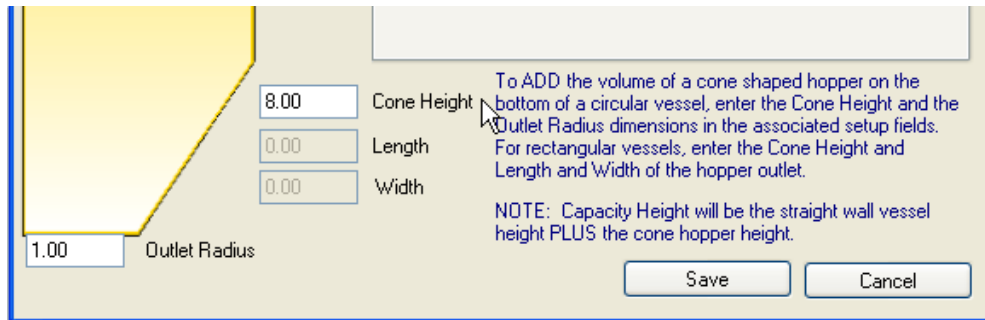 To ADD the volume of a cone shaped hopper on the
8.00 Cone Height bottom of a circular vessel, enter the Cone Height and the
Outlet Radius dimensions in the associated setup fields.
0.00 Length For rectangular vessels, enter the Cone Height and
Length and Width of the hopper outlet.
0.00 Width
NOTE: Capacity Height will be the straight wall vessel
height PLUS the cone hopper height.
1.00 Outlet Radius
Save Cancel